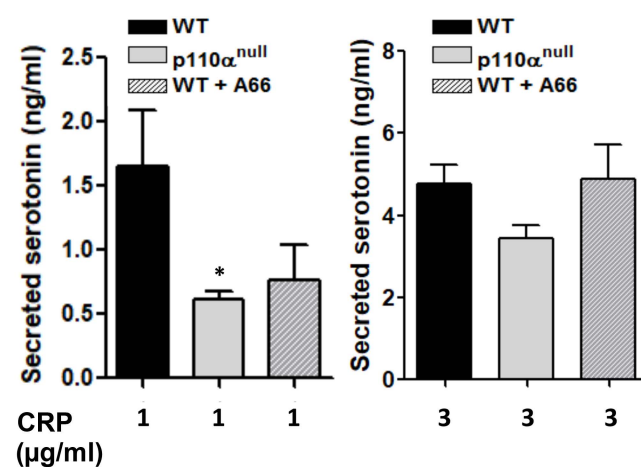 WT
p110αnull
WT + A66
Secreted serotonin (ng/ml)
2.5
2.0
1.5
1.0
0.5
0.0
*
WT
p110αnull
WT + A66
Secreted serotonin (ng/ml)
8
6
4
2
0
CRP
(μg/ml)
1 1 1
3 3 3